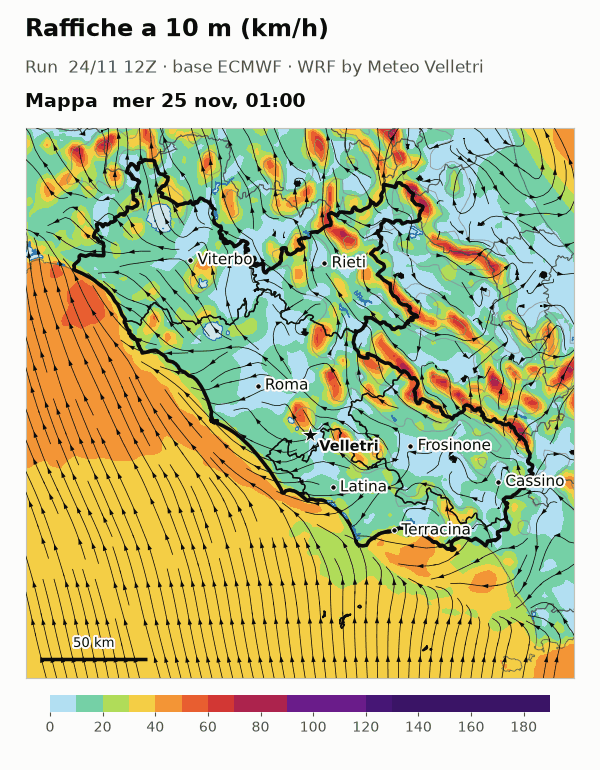 Raffiche a 10 m (km/h)
Run  24/11 12Z · base ECMWF · WRF by Meteo Velletri
Mappa  mer 25 nov, 01:00
Viterbo
Rieti
Roma
Velletri
Frosinone
Latina
Cassino
Terracina
50 km
0 20 40 60 80 100 120 140 160 180